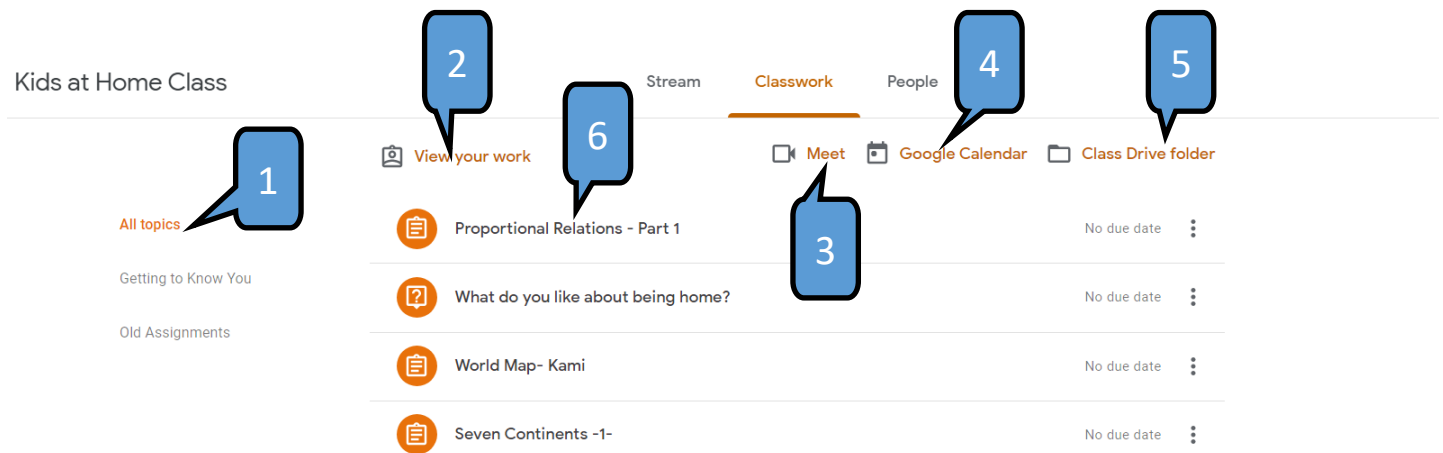 2
4
5
Kids at Home Class
Stream Classwork People
6
1
View your work
Meet Google Calendar Class Drive folder
All topics
Proportional Relations - Part 1 No due date
3
Getting to Know You
What do you like about being home? No due date
Old Assignments
World Map- Kami No due date
Seven Continents -1- No due date